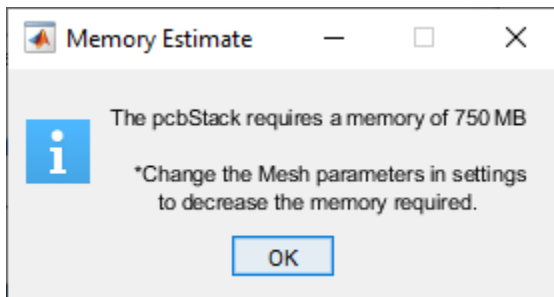 Memory Estimate
The pcbStack requires a memory of 750 MB
*Change the Mesh parameters in settings
to decrease the memory required.
OK